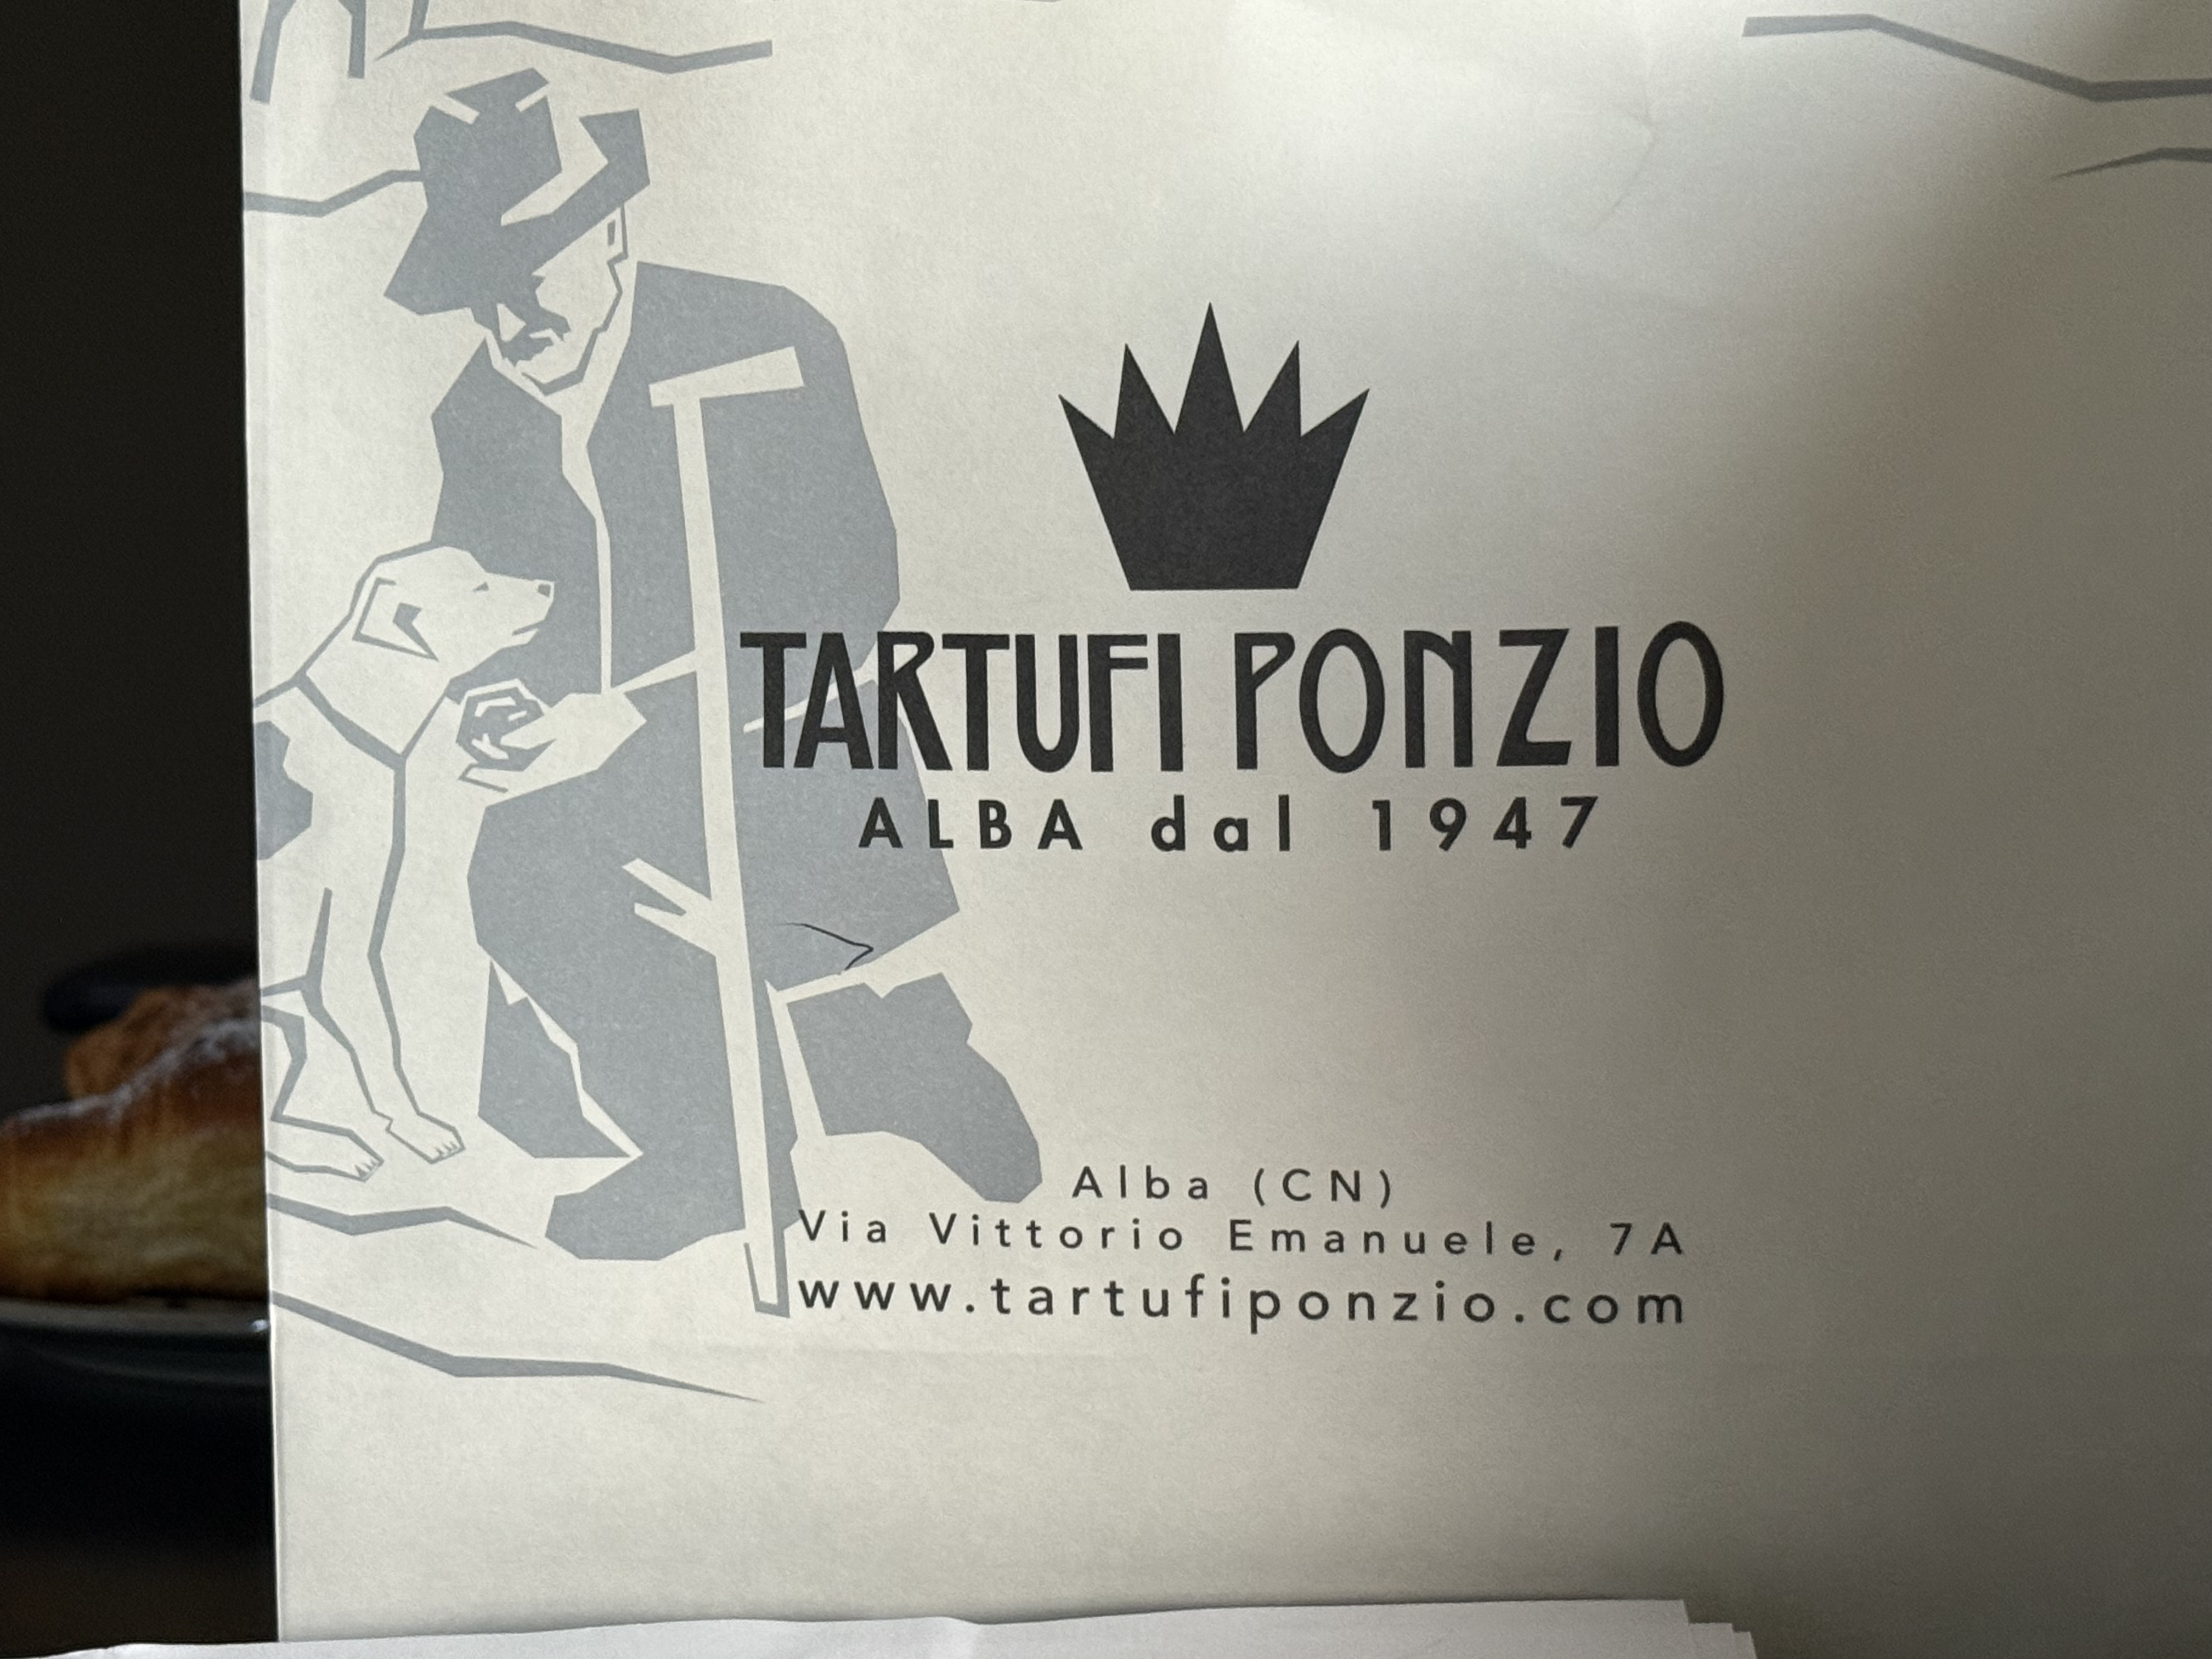 TARTUFI PONZIO
ALBA dal 1947
Alba (CN)
Via Vittorio Emanuele, 7A
www.tartufiponzio.com